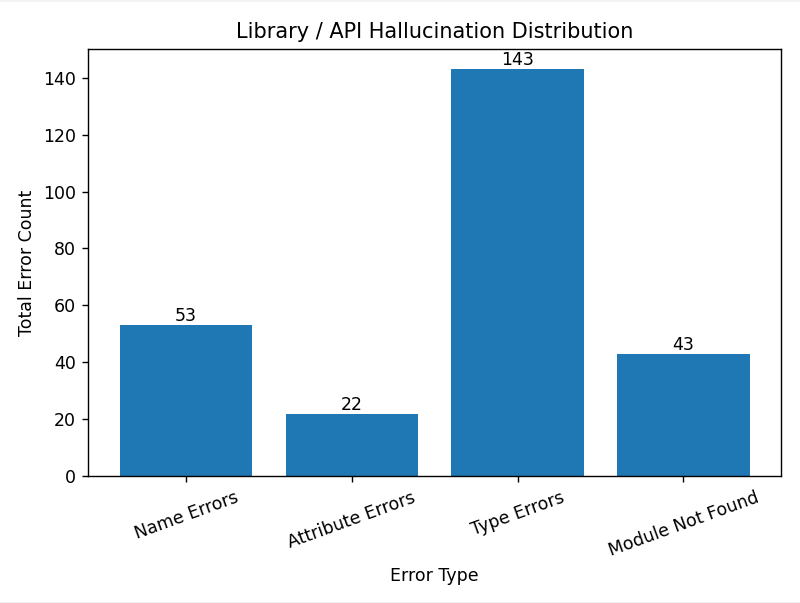 Library / API Hallucination Distribution
143
140
120
100
80
60
40
20
0
Total Error Count
53
22
43
Name Errors
Attribute Errors
Type Errors
Module Not Found
Error Type